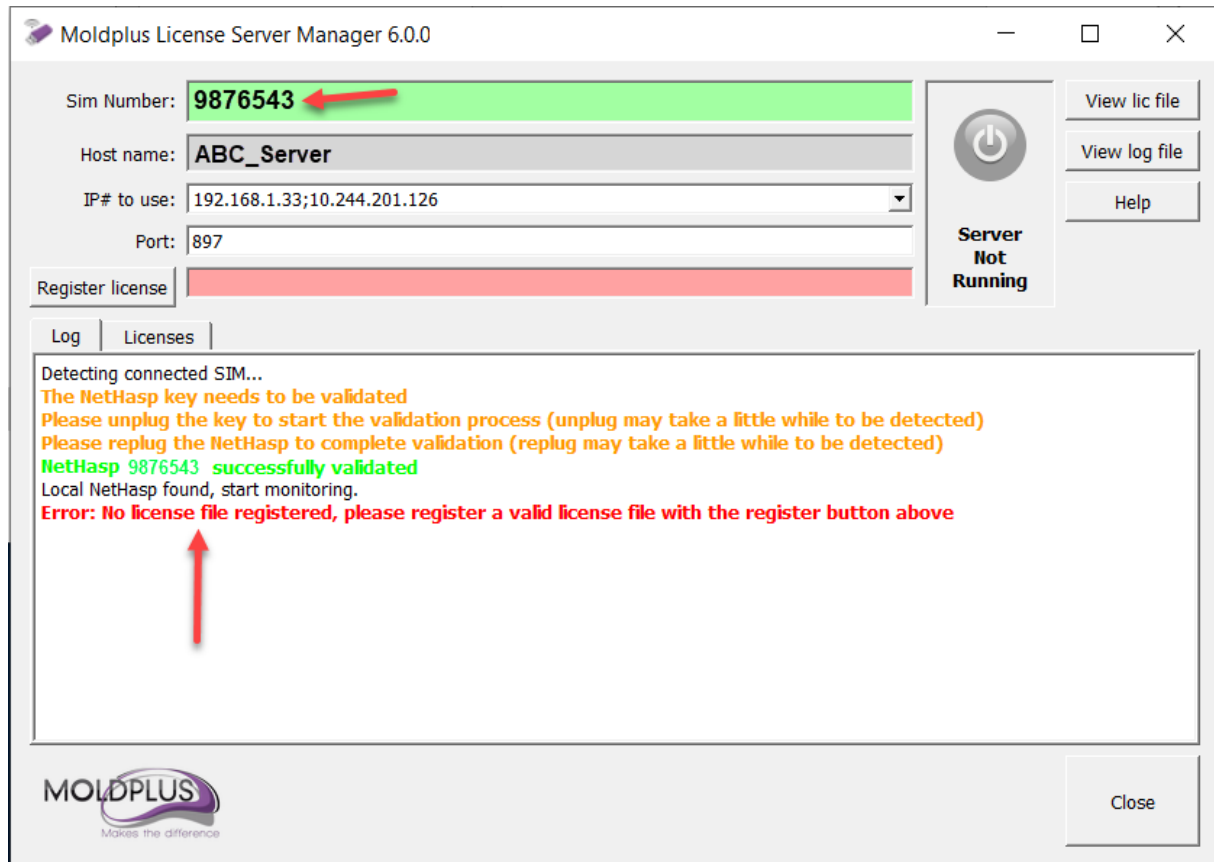 Moldplus License Server Manager 6.0.0
Sim Number: 9876543
View lic file
Host name: ABC_Server
View log file
IP# to use: 192.168.1.33;10.244.201.126
Help
Port: 897
Server
Not
Running
Register license
Log Licenses
Detecting connected SIM...
The NetHasp key needs to be validated
Please unplug the key to start the validation process (unplug may take a little while to be detected)
Please replug the NetHasp to complete validation (replug may take a little while to be detected)
NetHasp 9876543 successfully validated
Local NetHasp found, start monitoring.
Error: No license file registered, please register a valid license file with the register button above
MOLDPLUS
Makes the difference
Close